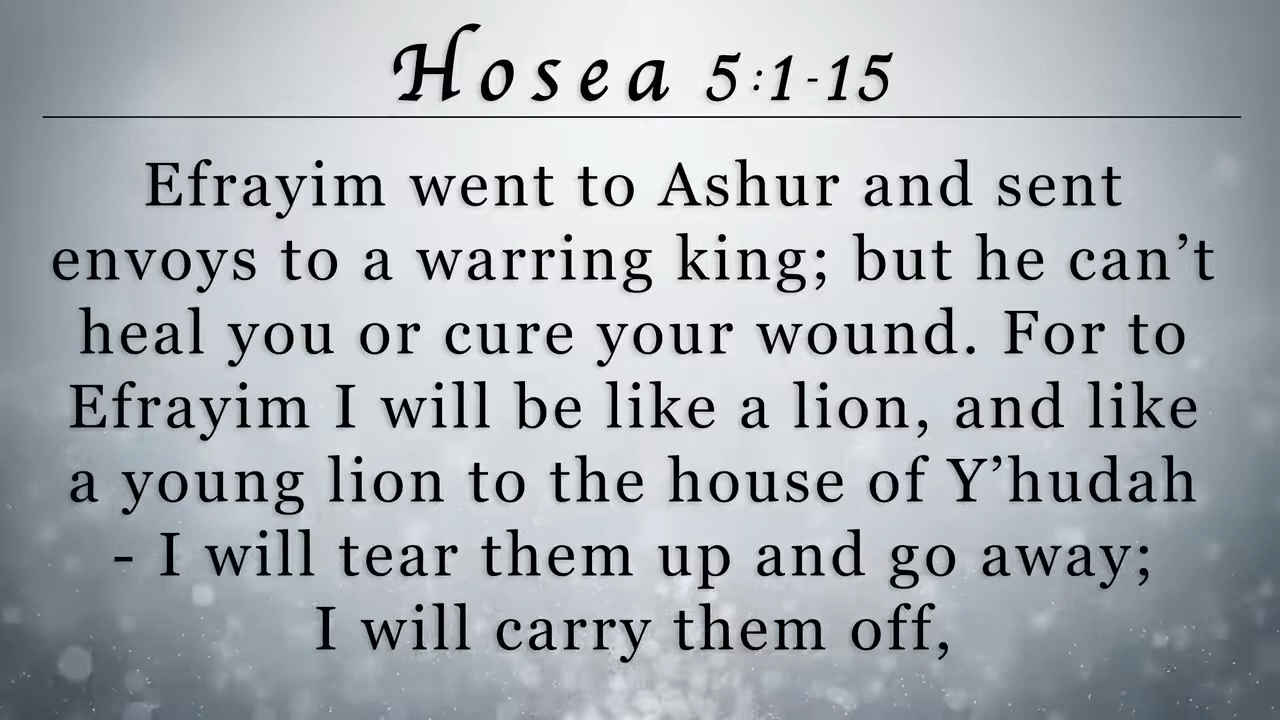 Hosea 5:1-15
Efrayim went to Ashur and sent
envoys to a warring king; but he can’t
heal you or cure your wound. For to
Efrayim I will be like a lion, and like
a young lion to the house of Y’hudah
- I will tear them up and go away;
I will carry them off,